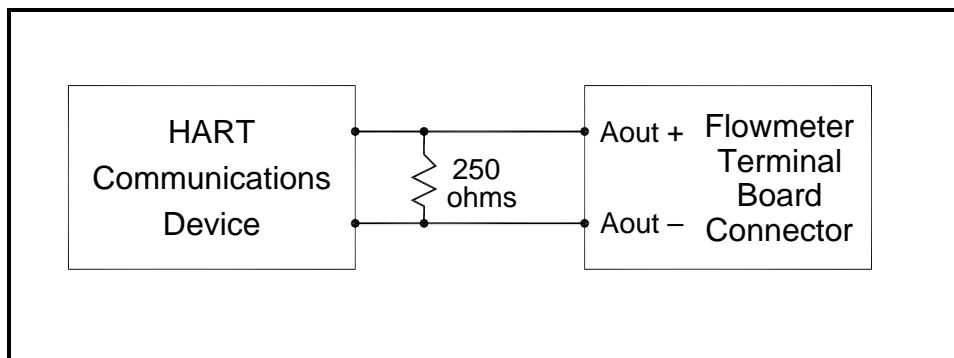 HART
Communications
Device
250
ohms
Aout +
Aout –
Flowmeter
Terminal
Board
Connector